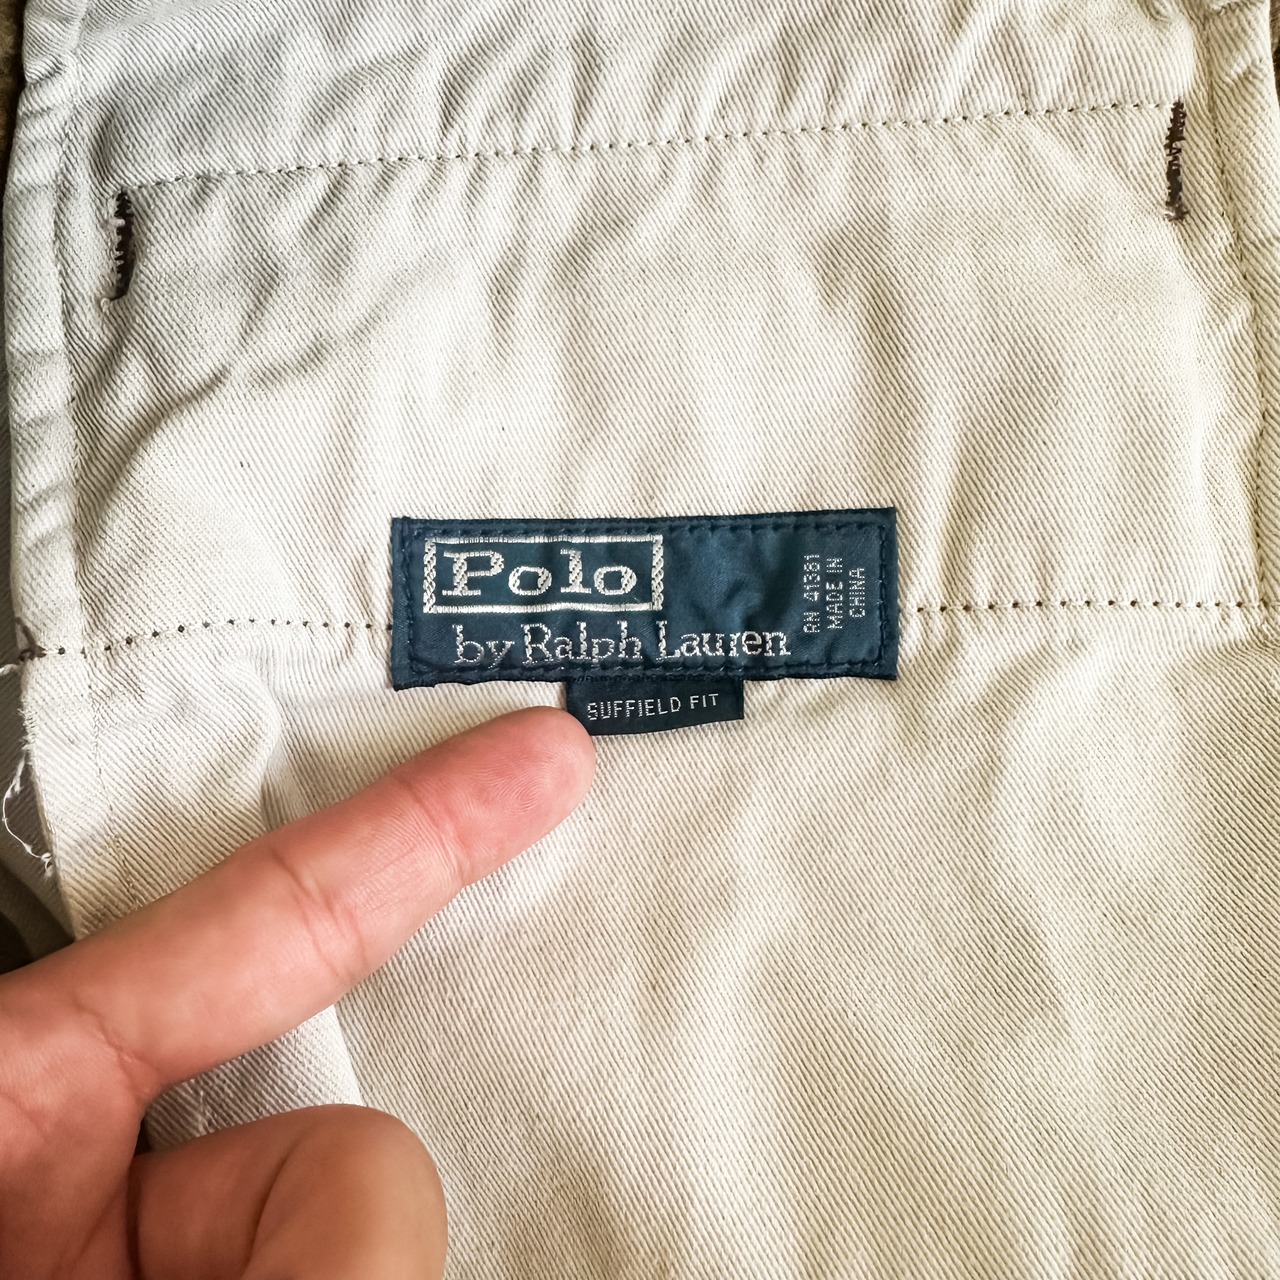 Polo
by Ralph Lauren
RN 41381
MADE IN
CHINA
SUFFIELD FIT